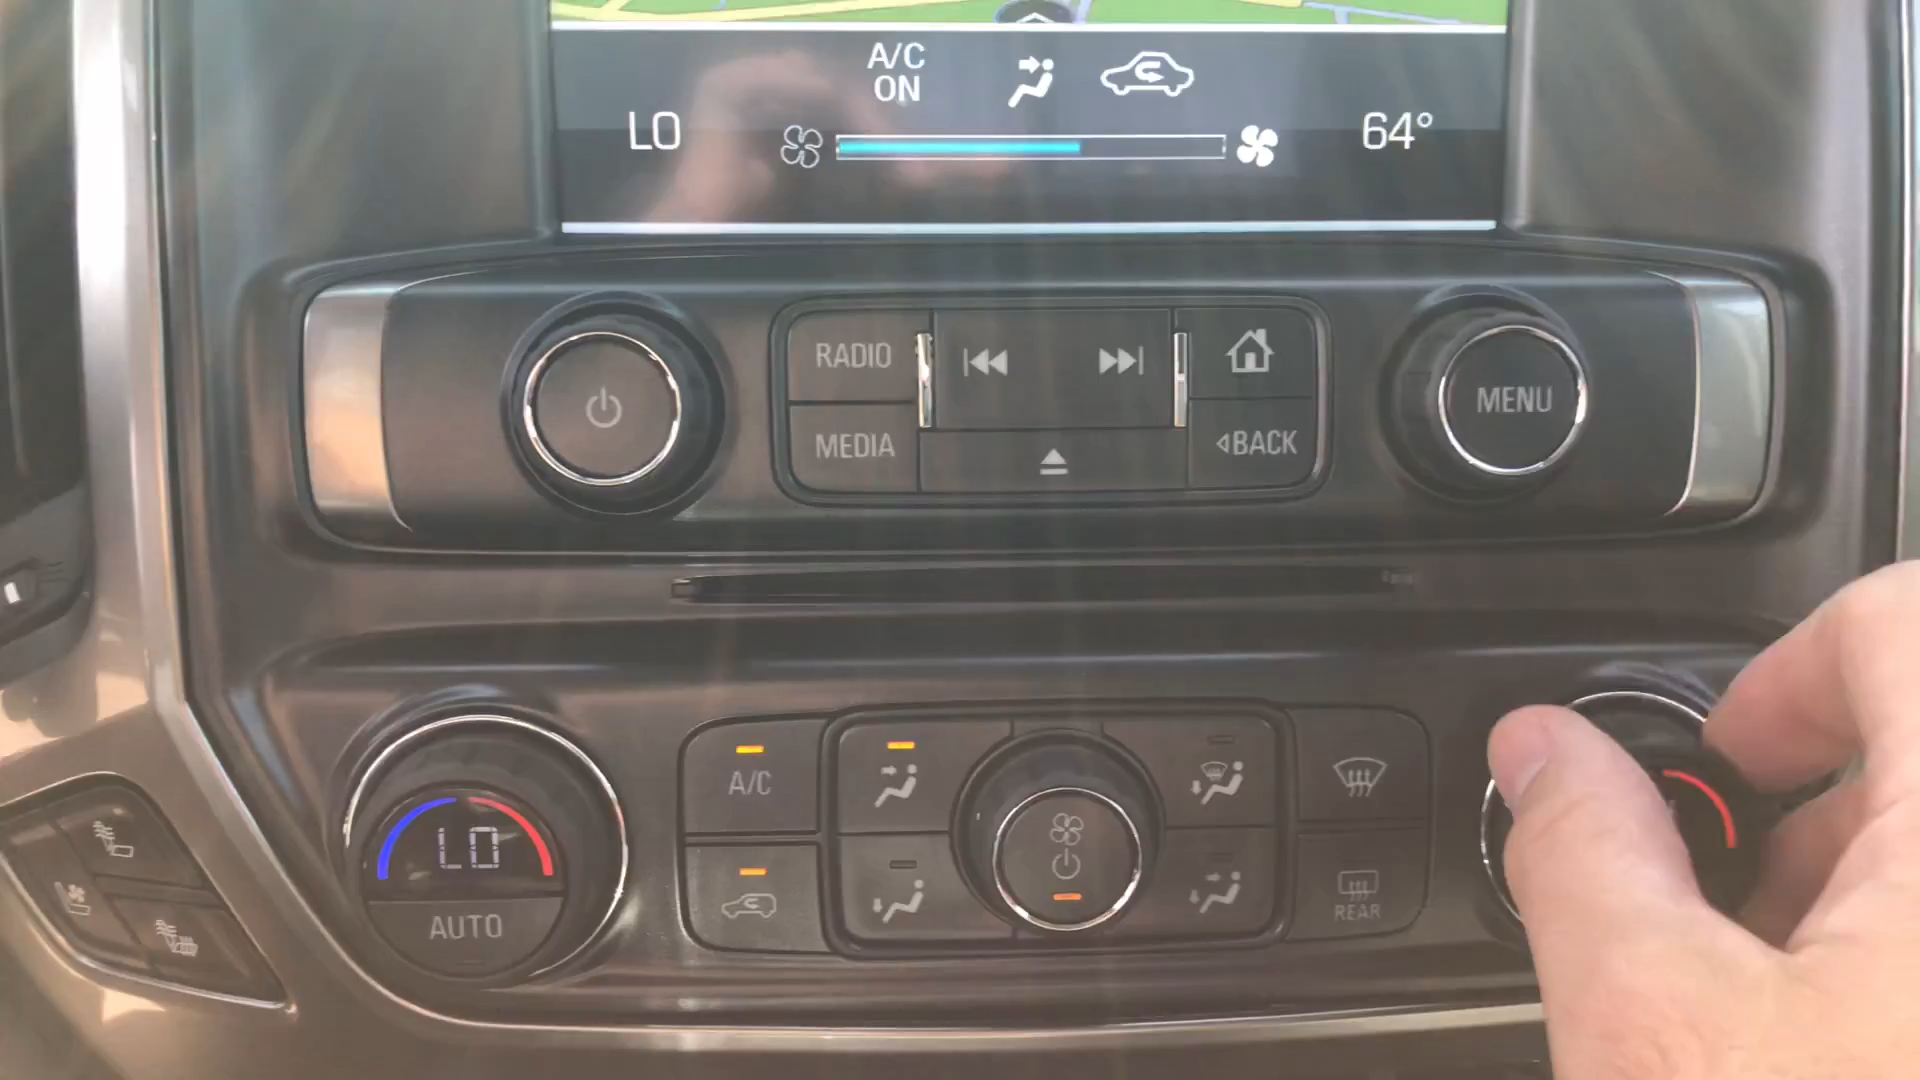 A/C
ON
LO
64°
RADIO
MEDIA
BACK
MENU
A/C
LO
AUTO
REAR